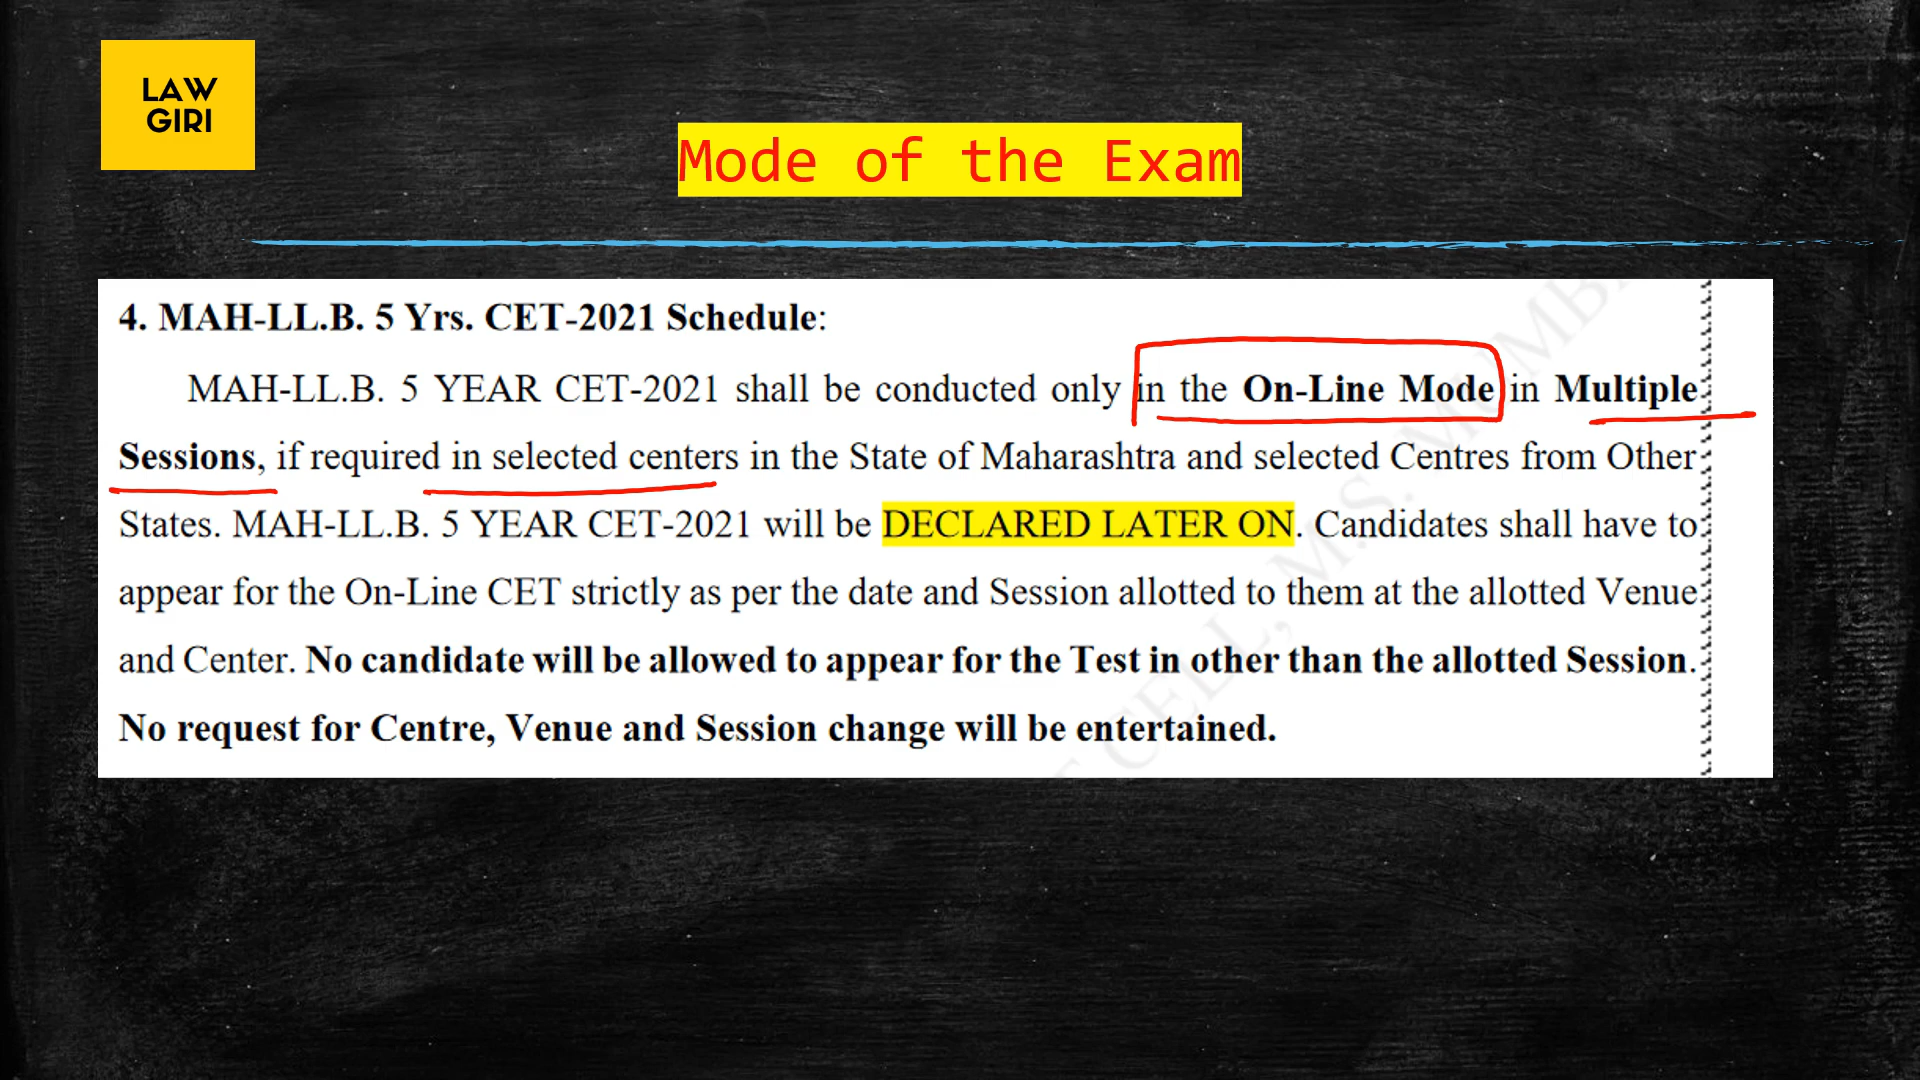 LAW
GIRI
Mode of the Exam
4. MAH-LL.B. 5 Yrs. CET-2021 Schedule:
MAH-LL.B. 5 YEAR CET-2021 shall be conducted only in the On-Line Mode in Multiple
Sessions, if required in selected centers in the State of Maharashtra and selected Centres from Other
States. MAH-LL.B. 5 YEAR CET-2021 will be DECLARED LATER ON. Candidates shall have to
appear for the On-Line CET strictly as per the date and Session allotted to them at the allotted Venue
and Center. No candidate will be allowed to appear for the Test in other than the allotted Session.
No request for Centre, Venue and Session change will be entertained.
CELL, M.S. MUMB